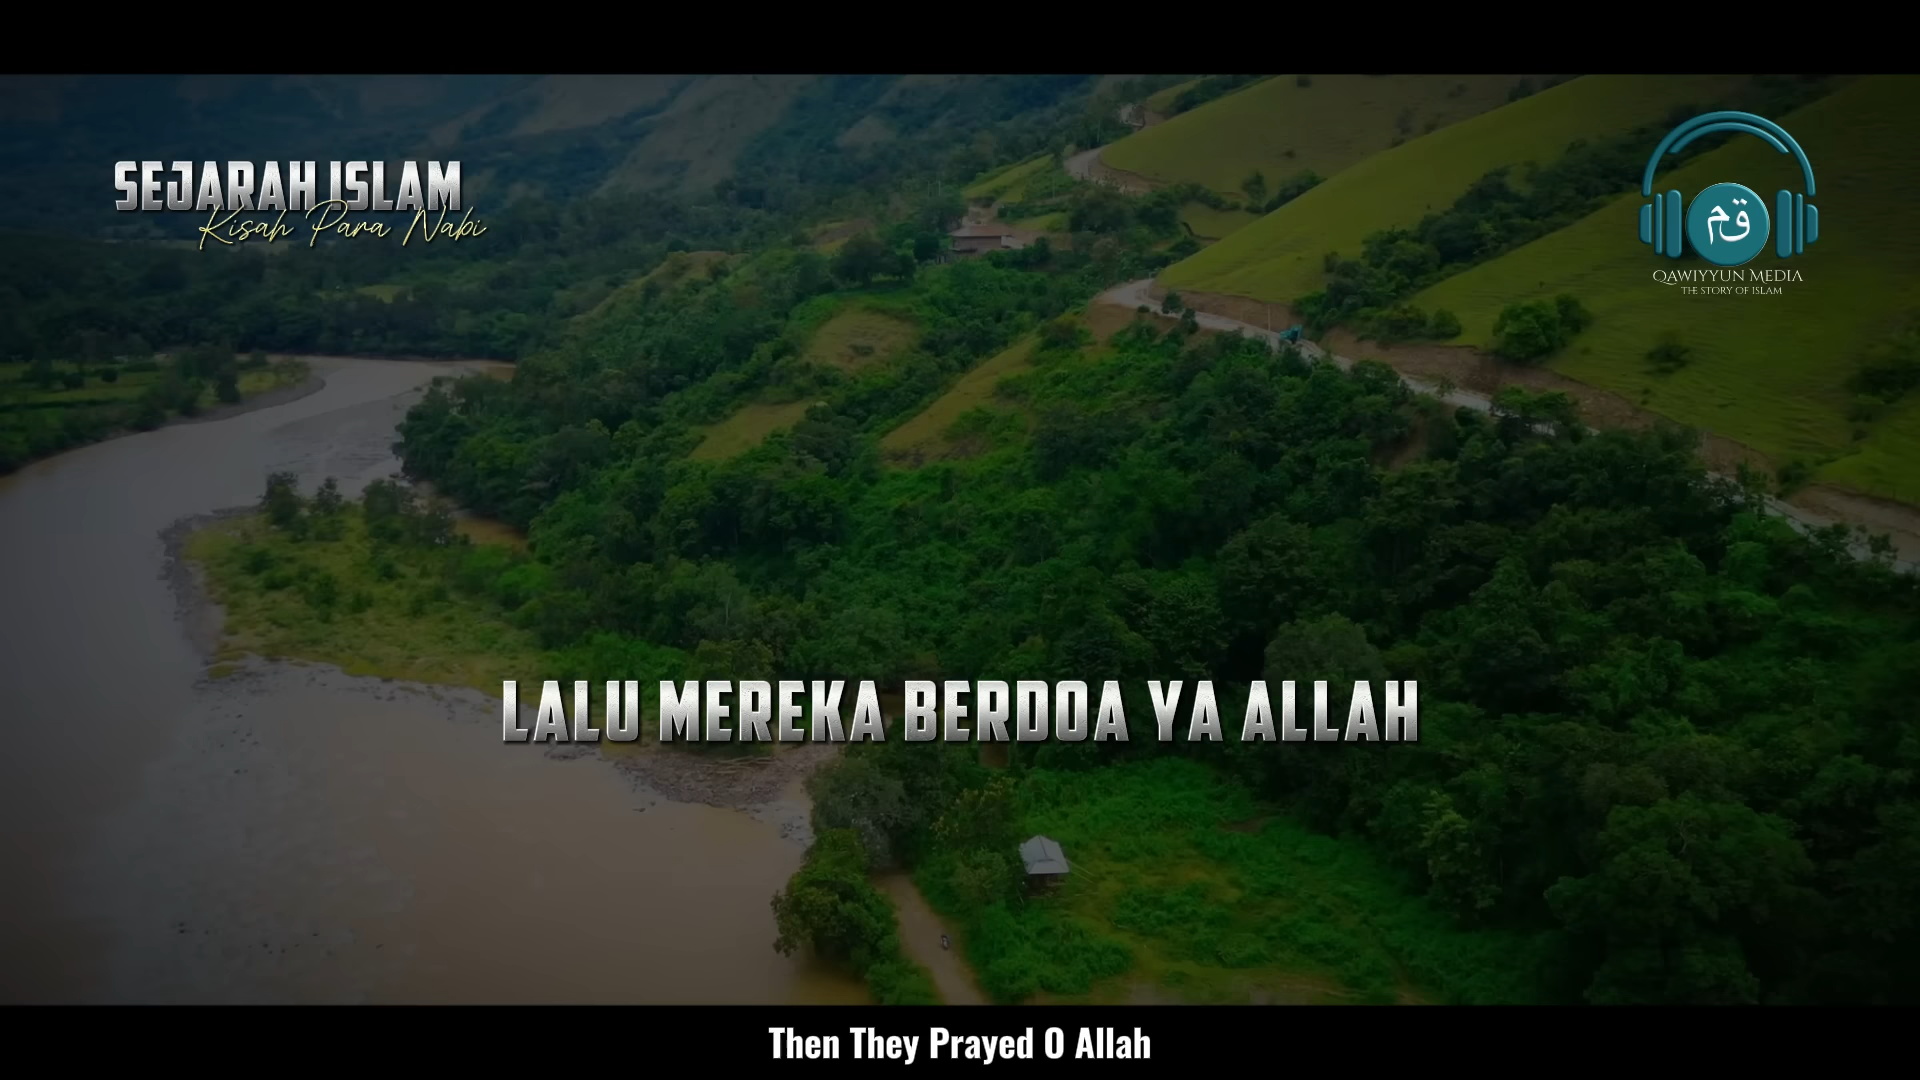 SEJARAH ISLAM
Kisah Para Nabi
قم
QAWIYYUN MEDIA
THE STORY OF ISLAM
LALU MEREKA BERDOA YA ALLAH
Then They Prayed O Allah